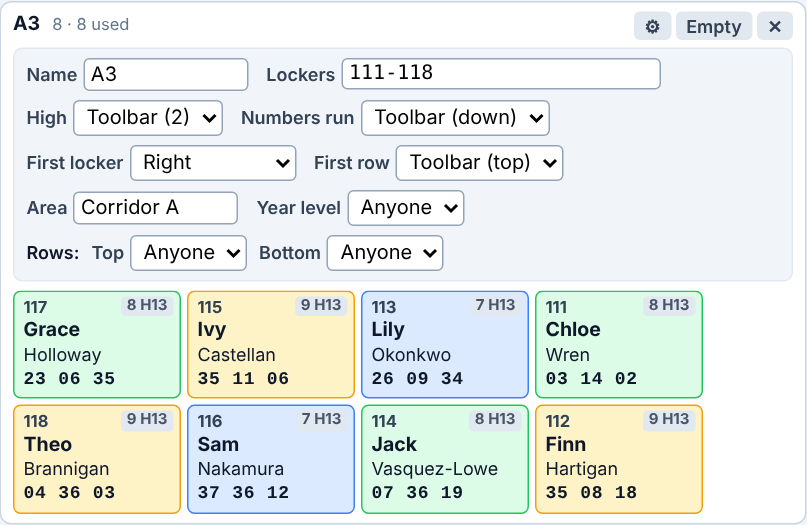 A3 8 · 8 used ⚙ Empty ✕
Name A3 Lockers 111-118
High Toolbar (2) Numbers run Toolbar (down)
First locker Right First row Toolbar (top)
Area Corridor A Year level Anyone
Rows: Top Anyone Bottom Anyone
117 8 H13 115 9 H13 113 7 H13 111 8 H13
Grace Ivy Lily Chloe
Holloway Castellan Okonkwo Wren
23 06 35 35 11 06 26 09 34 03 14 02
118 9 H13 116 7 H13 114 8 H13 112 9 H13
Theo Sam Jack Finn
Brannigan Nakamura Vasquez-Lowe Hartigan
04 36 03 37 36 12 07 36 19 35 08 18